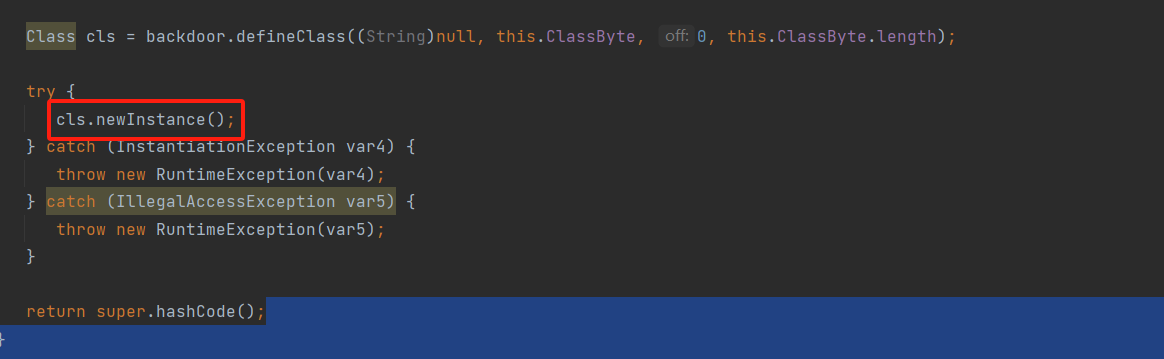 Class cls = backdoor.defineClass((String)null, this.ClassByte, off: 0, this.ClassByte.length);
try {
cls.newInstance();
} catch (InstantiationException var4) {
throw new RuntimeException(var4);
} catch (IllegalAccessException var5) {
throw new RuntimeException(var5);
}
return super.hashCode();
}